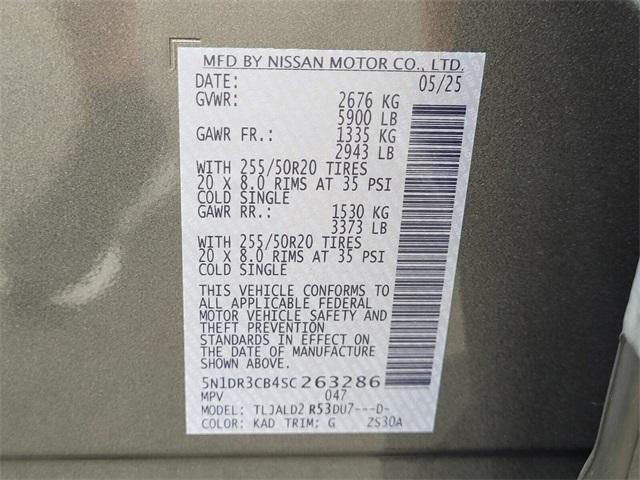 MFD BY NISSAN MOTOR CO., LTD.
DATE: 05/25
GVWR: 2676 KG
5900 LB
GAWR FR.: 1335 KG
2943 LB
WITH 255/50R20 TIRES
20 X 8.0 RIMS AT 35 PSI
COLD SINGLE
GAWR RR.: 1530 KG
3373 LB
WITH 255/50R20 TIRES
20 X 8.0 RIMS AT 35 PSI
COLD SINGLE
THIS VEHICLE CONFORMS TO
ALL APPLICABLE FEDERAL
MOTOR VEHICLE SAFETY AND
THEFT PREVENTION
STANDARDS IN EFFECT ON
THE DATE OF MANUFACTURE
SHOWN ABOVE.
5N1DR3CB4SC263286
MPV 047
MODEL: TLJALD2 R53DU7---D-
COLOR: KAD TRIM: G ZS30A